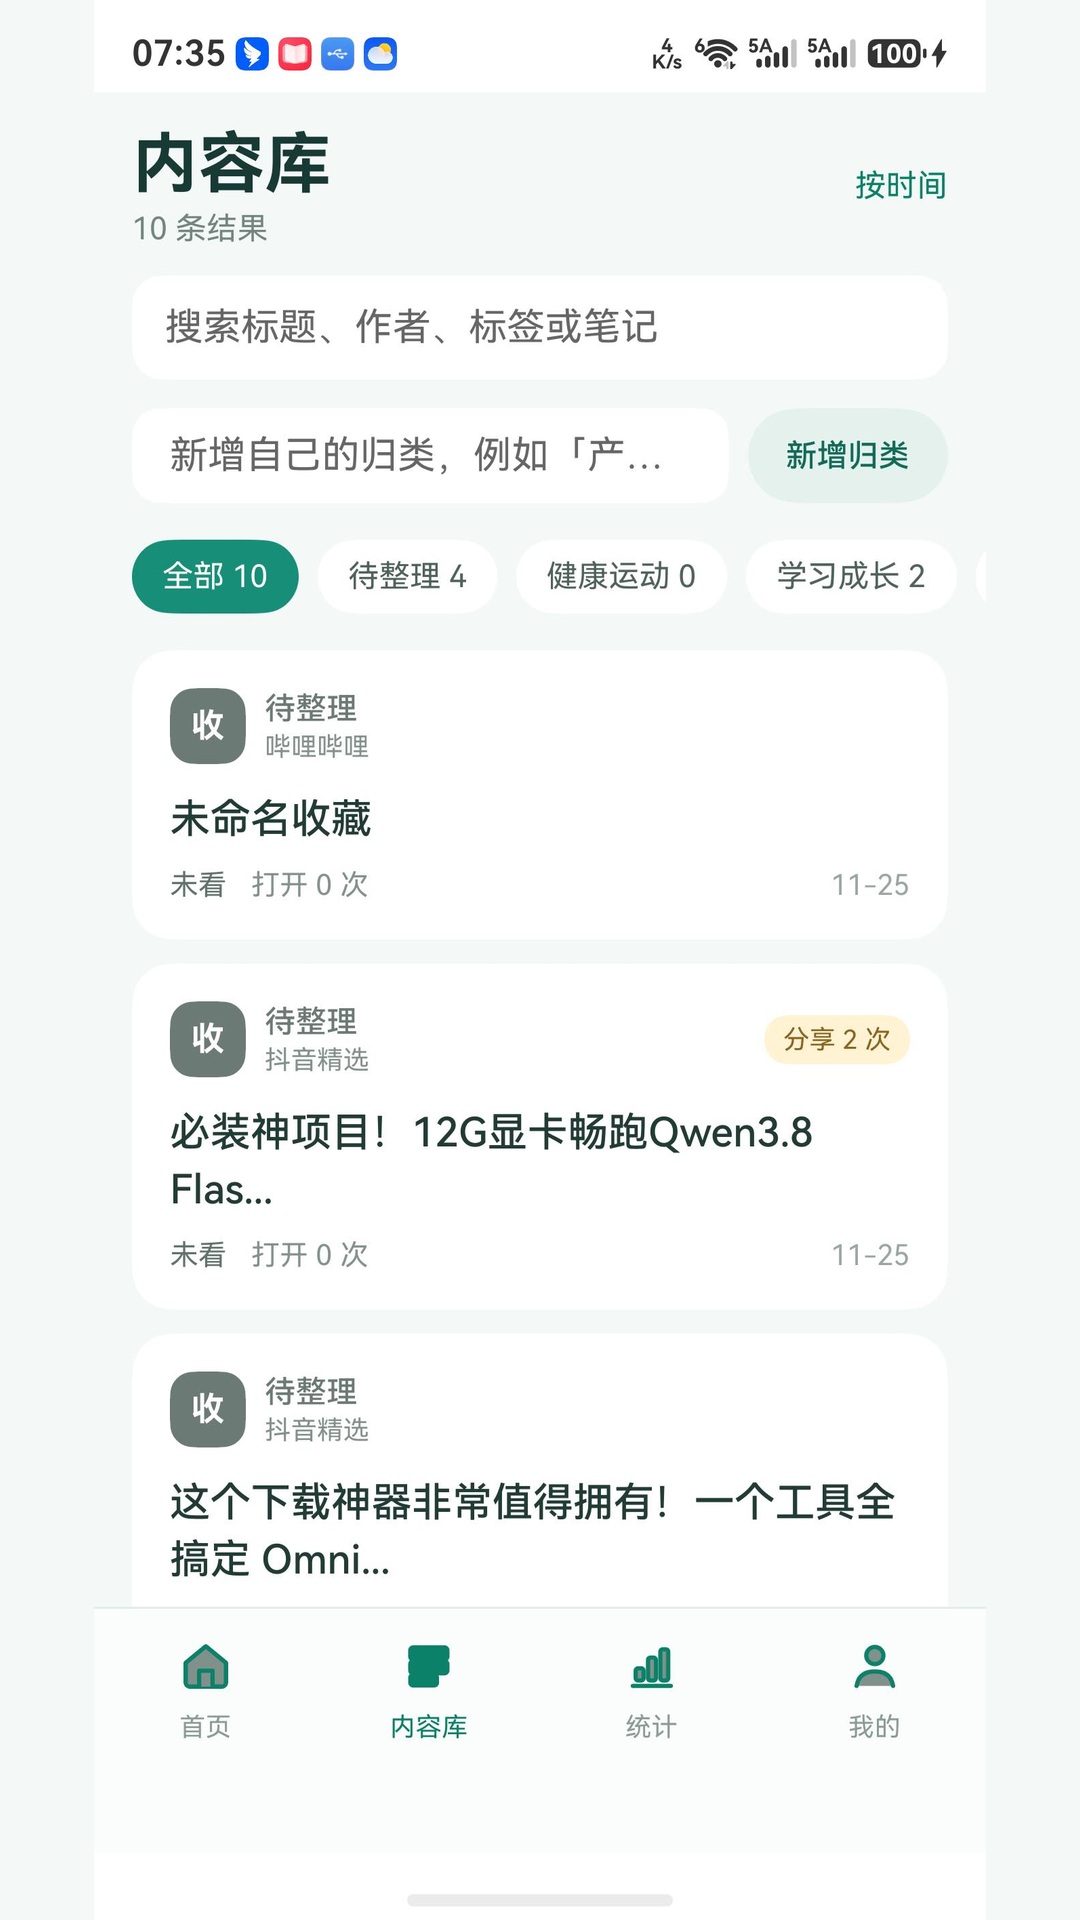 07:35
4 K/s
6
5A
5A
100
内容库
按时间
10 条结果
搜索标题、作者、标签或笔记
新增自己的归类，例如「产…
新增归类
全部 10
待整理 4
健康运动 0
学习成长 2
收
待整理
哔哩哔哩
未命名收藏
未看 打开 0 次
11-25
收
待整理
抖音精选
分享 2 次
必装神项目！12G显卡畅跑Qwen3.8
Flas...
未看 打开 0 次
11-25
收
待整理
抖音精选
这个下载神器非常值得拥有！一个工具全
搞定 Omni...
首页
内容库
统计
我的